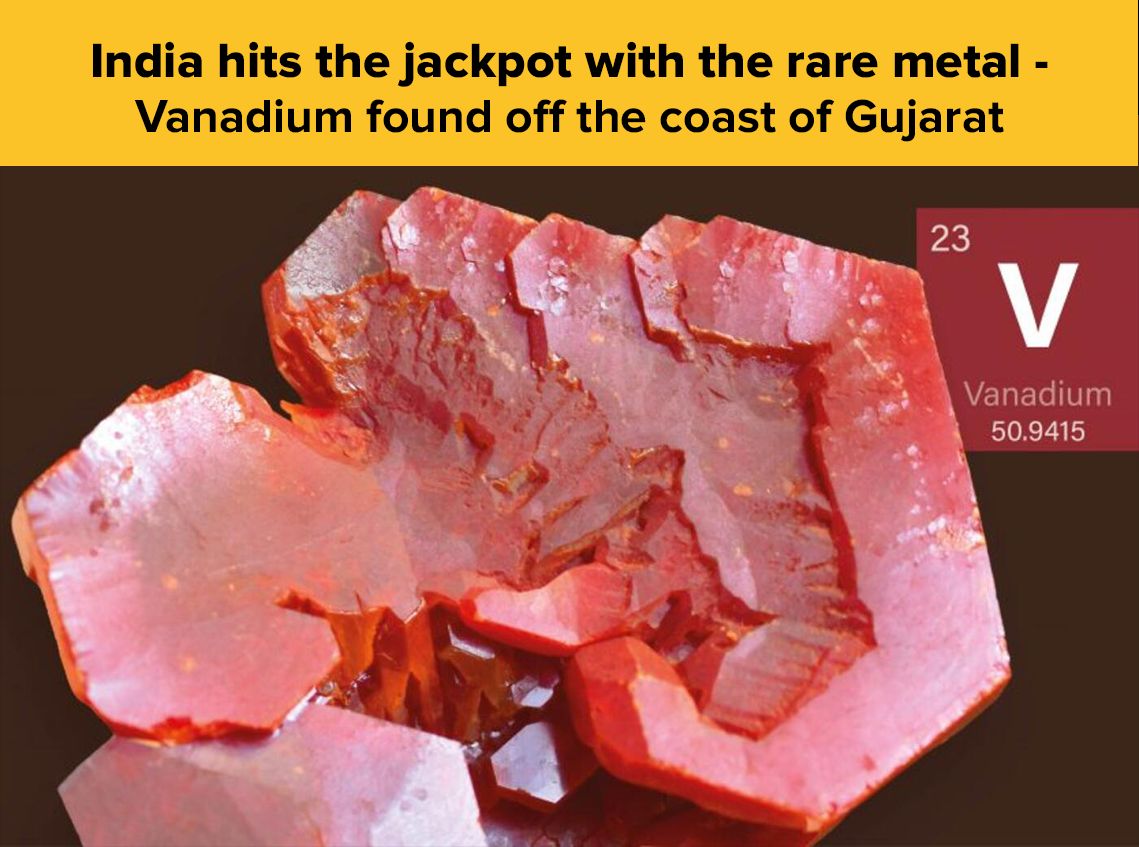 India hits the jackpot with the rare metal -
Vanadium found off the coast of Gujarat
23
V
Vanadium
50.9415